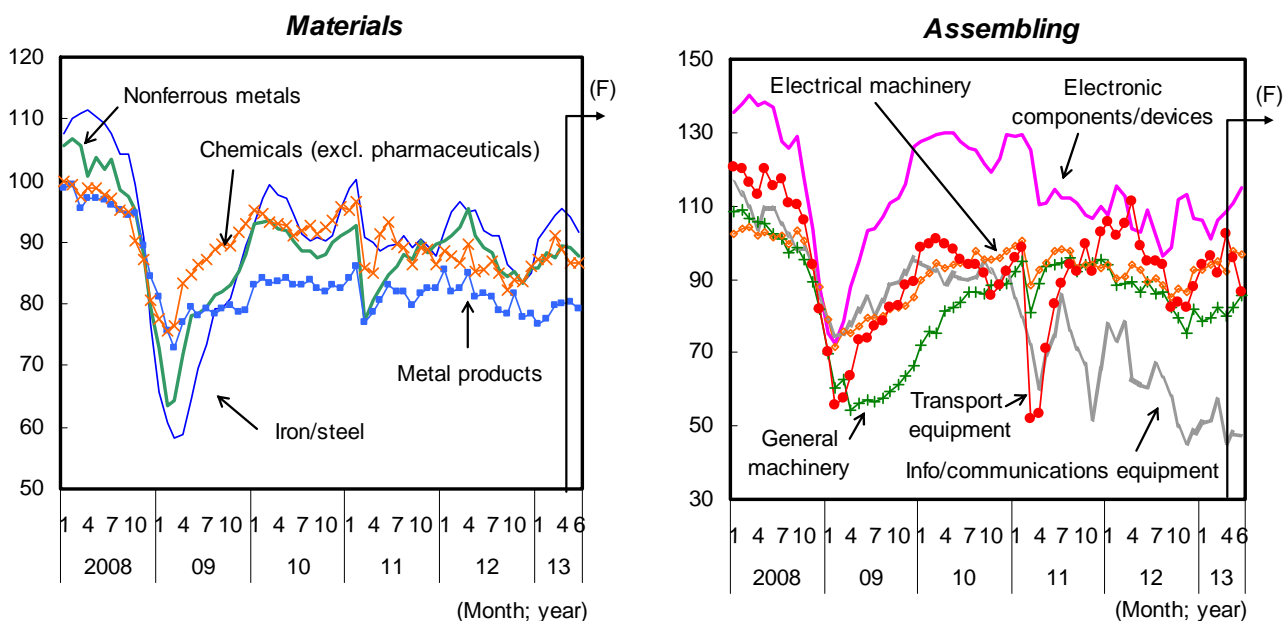 Materials
120
110
100
90
80
70
60
50
(F)
Nonferrous metals
Chemicals (excl. pharmaceuticals)
Metal products
Iron/steel
1 4 7 10 1 4 7 10 1 4 7 10 1 4 7 10 1 4 7 10 1 4 6
2008 09 10 11 12 13
(Month; year)
Assembling
150
130
110
90
70
50
30
(F)
Electrical machinery
Electronic
components/devices
Transport
equipment
General
machinery
Info/communications equipment
1 4 7 10 1 4 7 10 1 4 7 10 1 4 7 10 1 4 7 10 1 4 6
2008 09 10 11 12 13
(Month; year)